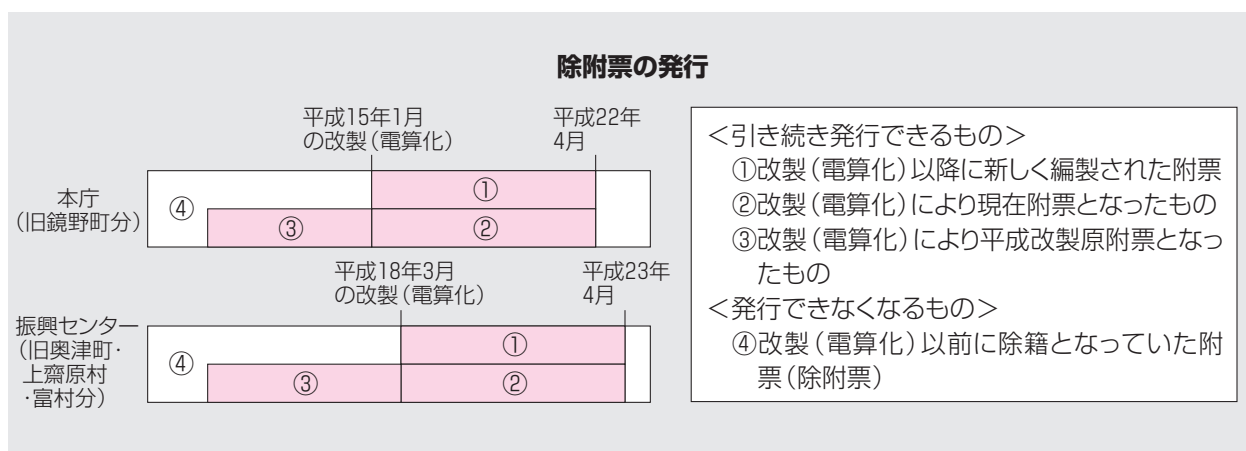 除附票の発行
平成15年1月
の改製（電算化）
平成22年
4月
本庁
（旧鏡野町分）
④
①
③
②
平成18年3月
の改製（電算化）
平成23年
4月
振興センター
（旧奥津町・
上齋原村
・富村分）
④
①
③
②
＜引き続き発行できるもの＞
①改製（電算化）以降に新しく編製された附票
②改製（電算化）により現在附票となったもの
③改製（電算化）により平成改製原附票となっ
たもの
＜発行できなくなるもの＞
④改製（電算化）以前に除籍となっていた附
票（除附票）